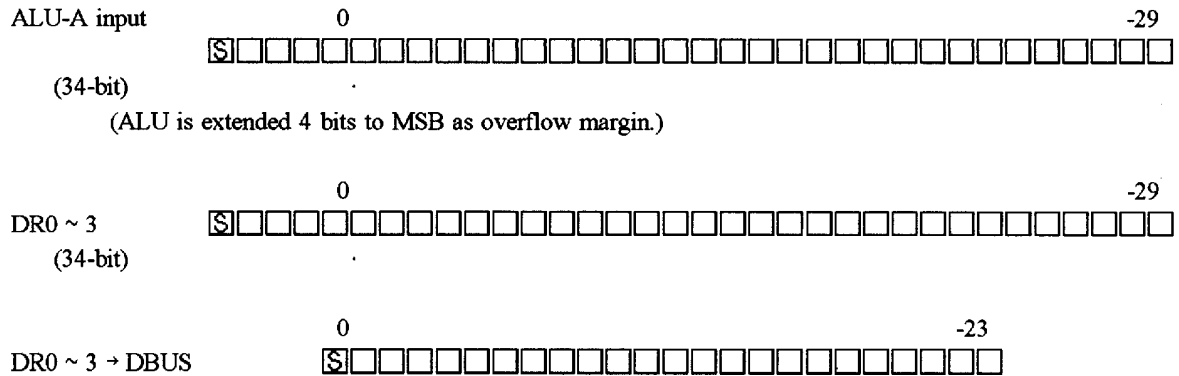 ALU-A input 0 -29
S
(34-bit)
(ALU is extended 4 bits to MSB as overflow margin.)
0 -29
DR0 ~ 3 S
(34-bit)
0 -23
DR0 ~ 3 → DBUS S